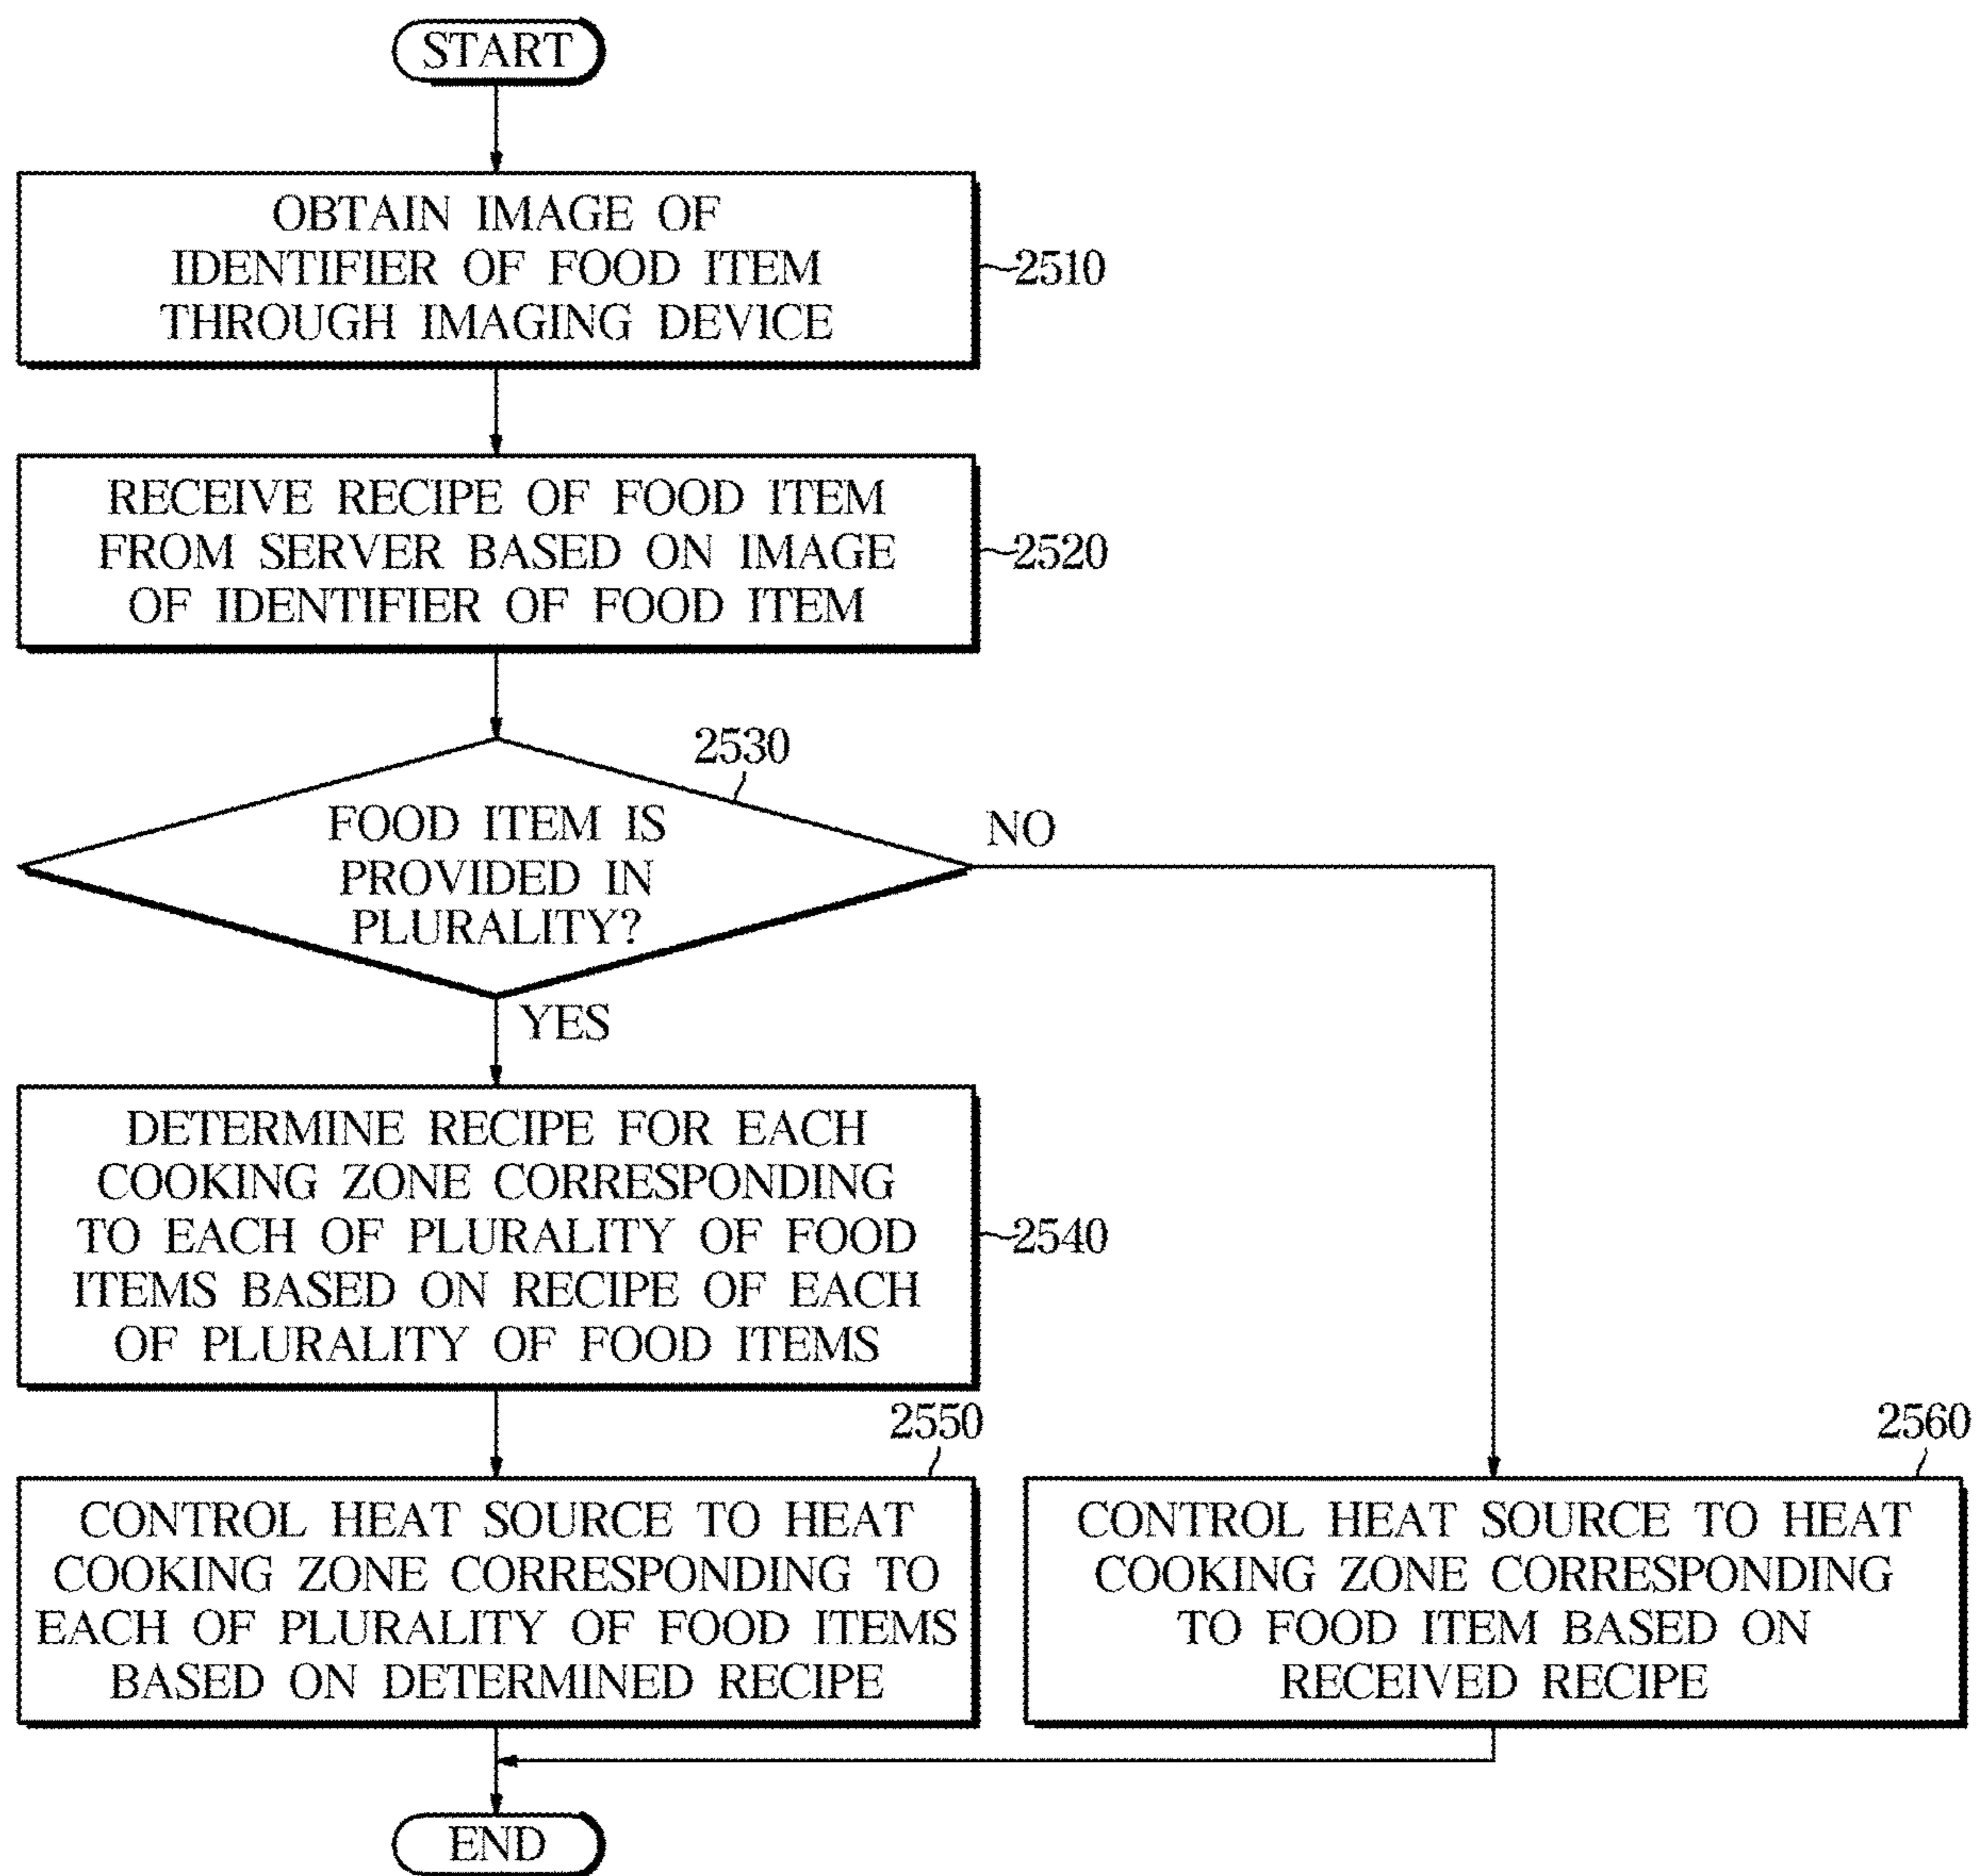 START
OBTAIN IMAGE OF
IDENTIFIER OF FOOD ITEM
THROUGH IMAGING DEVICE
2510
RECEIVE RECIPE OF FOOD ITEM
FROM SERVER BASED ON IMAGE
OF IDENTIFIER OF FOOD ITEM
2520
2530
FOOD ITEM IS
PROVIDED IN
PLURALITY?
NO
YES
DETERMINE RECIPE FOR EACH
COOKING ZONE CORRESPONDING
TO EACH OF PLURALITY OF FOOD
ITEMS BASED ON RECIPE OF EACH
OF PLURALITY OF FOOD ITEMS
2540
2550
CONTROL HEAT SOURCE TO HEAT
COOKING ZONE CORRESPONDING TO
EACH OF PLURALITY OF FOOD ITEMS
BASED ON DETERMINED RECIPE
2560
CONTROL HEAT SOURCE TO HEAT
COOKING ZONE CORRESPONDING
TO FOOD ITEM BASED ON
RECEIVED RECIPE
END